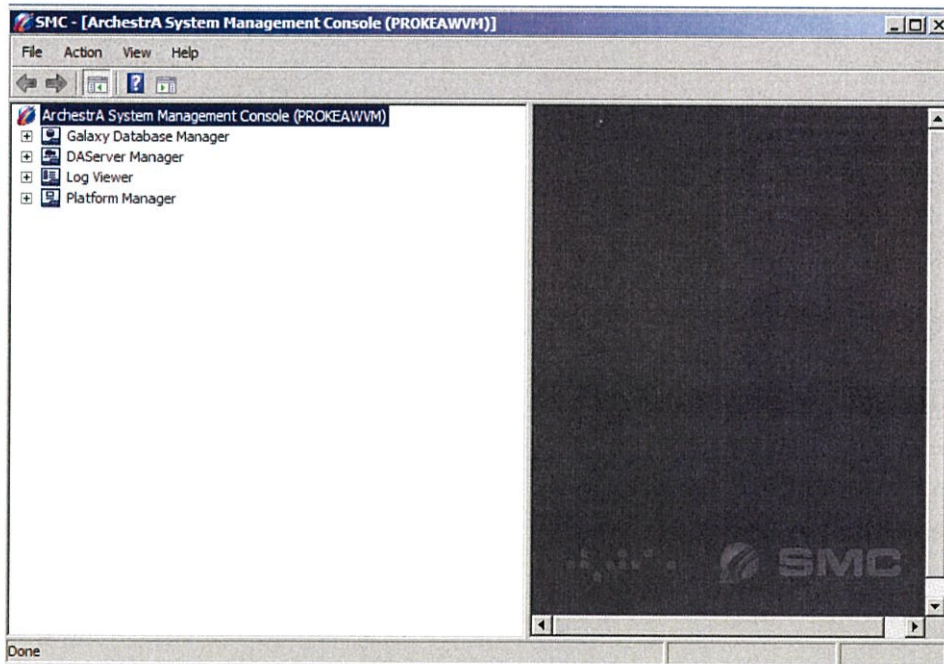 SMC - [ArchestrA System Management Console (PROKEAWVM)]
File Action View Help
ArchestrA System Management Console (PROKEAWVM)
Galaxy Database Manager
DAServer Manager
Log Viewer
Platform Manager
SMC
Done